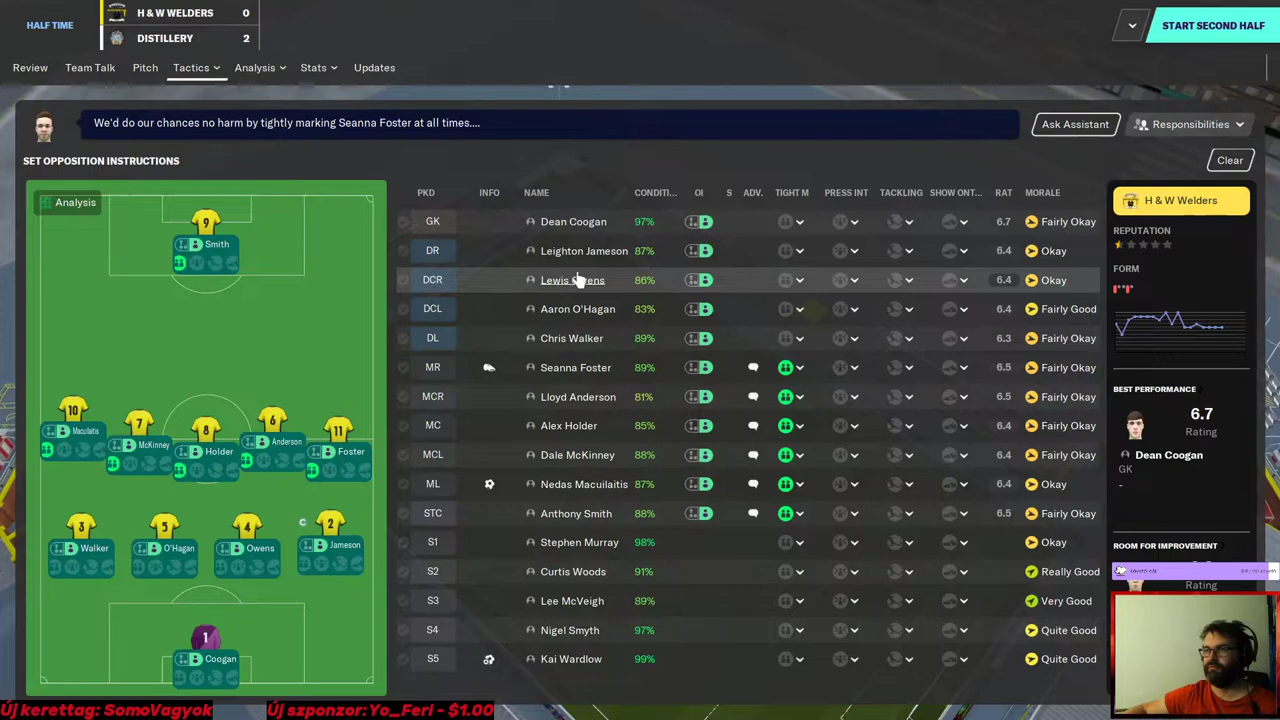 HALF TIME
H & W WELDERS 0
DISTILLERY 2
START SECOND HALF
Review Team Talk Pitch Tactics Analysis Stats Updates
We'd do our chances no harm by tightly marking Seanna Foster at all times....
Ask Assistant
Responsibilities
SET OPPOSITION INSTRUCTIONS
Clear
Analysis
9
Smith
10
Maculatis
7
McKinney
8
Holder
6
Anderson
11
Foster
3
Walker
5
O'Hagan
4
Owens
C 2
Jameson
1
Coogan
PKD INFO NAME CONDITI... OI S ADV. TIGHT M PRESS INT TACKLING SHOW ONT... RAT MORALE
GK Dean Coogan 97% 6.7 Fairly Okay
DR Leighton Jameson 87% 6.4 Okay
DCR 86% 6.4 Okay
DCL Aaron O'Hagan 83% 6.4 Fairly Good
DL Chris Walker 89% 6.3 Fairly Okay
MR Seanna Foster 89% 6.5 Fairly Okay
MCR Lloyd Anderson 81% 6.5 Fairly Okay
MC Alex Holder 85% 6.4 Fairly Okay
MCL Dale McKinney 88% 6.4 Fairly Okay
ML Nedas Macuilaitis 87% 6.4 Okay
STC Anthony Smith 88% 6.5 Fairly Okay
S1 Stephen Murray 98% Okay
S2 Curtis Woods 91% Really Good
S3 Lee McVeigh 89% Very Good
S4 Nigel Smyth 97% Quite Good
S5 Kai Wardlow 99% Quite Good
H & W Welders
REPUTATION
FORM
BEST PERFORMANCE
6.7
Rating
Dean Coogan
GK
-
ROOM FOR IMPROVEMENT
Rating
Új kerettag: SomoVagyok Új szponzor: Yo_Feri - $1.00